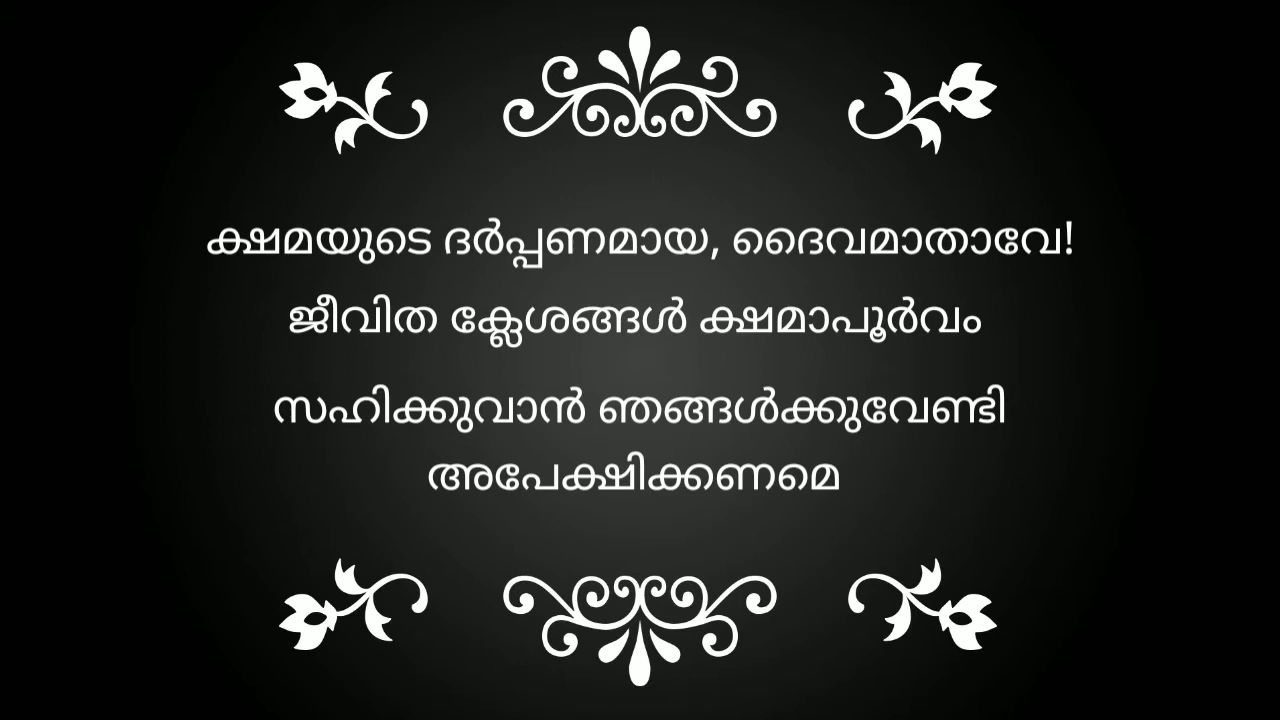 ക്ഷമയുടെ ദർപ്പണമായ, ദൈവമാതാവേ!
ജീവിത ക്ലേശങ്ങൾ ക്ഷമാപൂർവം
സഹിക്കുവാൻ ഞങ്ങൾക്കുവേണ്ടി
അപേക്ഷിക്കണമെ